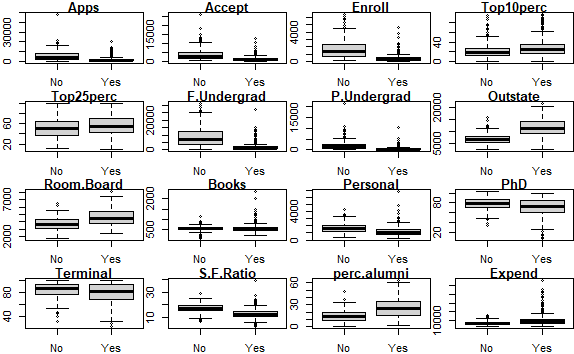 Apps Accept Enroll Top10perc
30000 15000 4000 40
0 0 0 0
No Yes No Yes No Yes No Yes
Top25perc F.Undergrad P.Undergrad Outstate
60 20000 15000 20000
20 0 0 5000
No Yes No Yes No Yes No Yes
Room.Board Books Personal PhD
7000 2000 4000 80
2000 500 0 20
No Yes No Yes No Yes No Yes
Terminal S.F.Ratio perc.alumni Expend
80 30 60
40 10 30
0 10000
No Yes No Yes No Yes No Yes